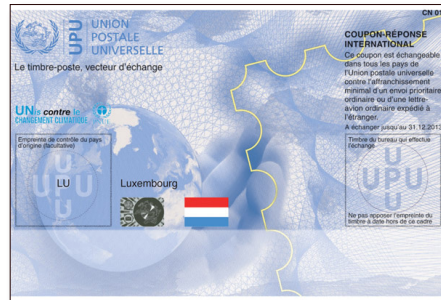 CN 01
UPU
UNION
POSTALE
UNIVERSELLE
Le timbre-poste, vecteur d'échange
UNis contre le
CHANGEMENT CLIMATIQUE
Empreinte de contrôle du pays
d'origine (facultative)
UPU
LU
Luxembourg
COUPON-RÉPONSE
INTERNATIONAL
Ce coupon est échangeable
dans tous les pays de
l'Union postale universelle
contre l'affranchissement
minimal d'un envoi prioritaire
ordinaire ou d'une lettre-
avion ordinaire expédié à
l'étranger.
A échanger jusqu'au 31.12.2013
Timbre du bureau qui effectue
l'échange
UPU
Ne pas apposer l'empreinte du
timbre à date hors de ce cadre